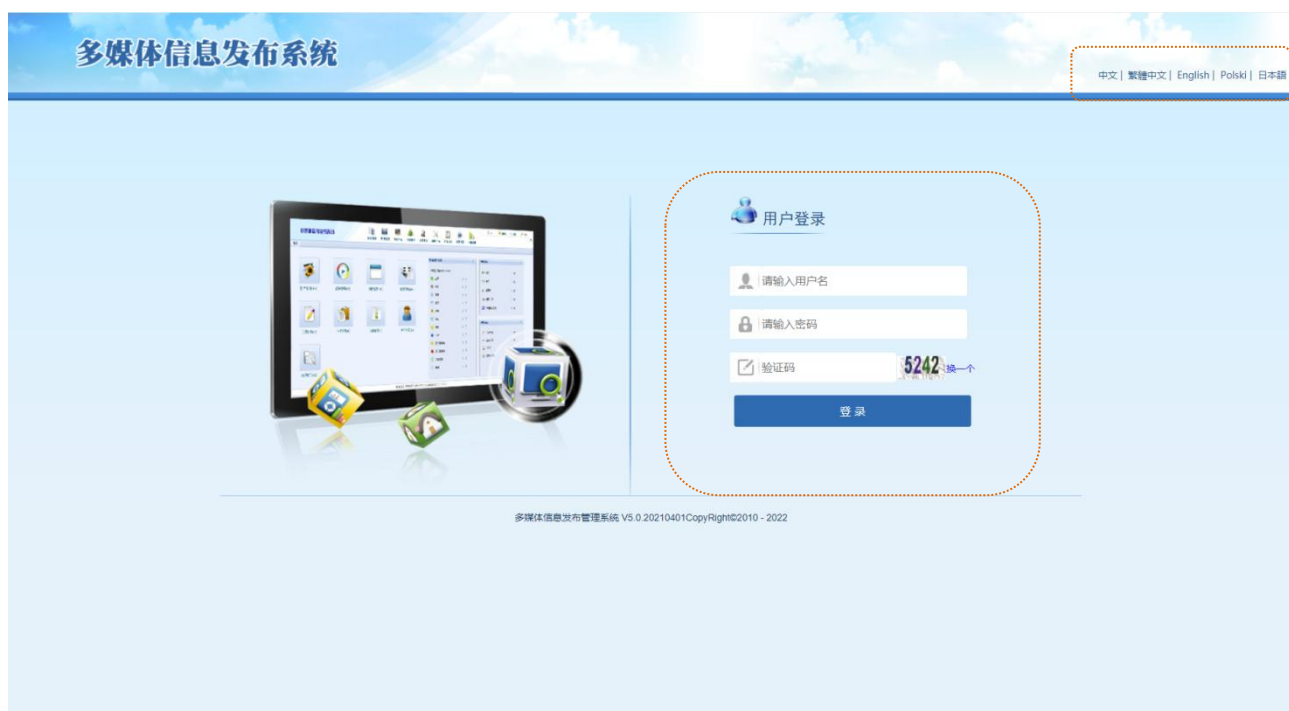 多媒体信息发布系统
中文| 繁體中文| English| Polski| 日本語
用户登录
请输入用户名
请输入密码
验证码 5242 换一个
登 录
多媒体信息发布管理系统 V5.0.20210401CopyRight©2010 - 2022